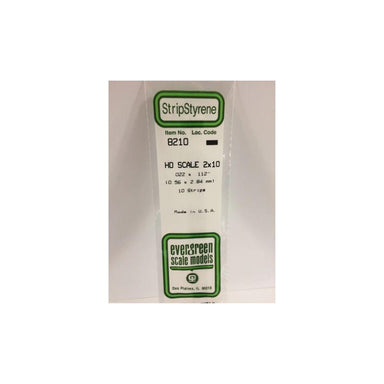 StripStyrene
Item No. Loc. Code
8210
HO SCALE 2x10
.022 x .112"
(0.56 x 2.84 mm)
10 Strips
Made in U.S.A.
evergreen
scale models
Des Plaines, IL 60018